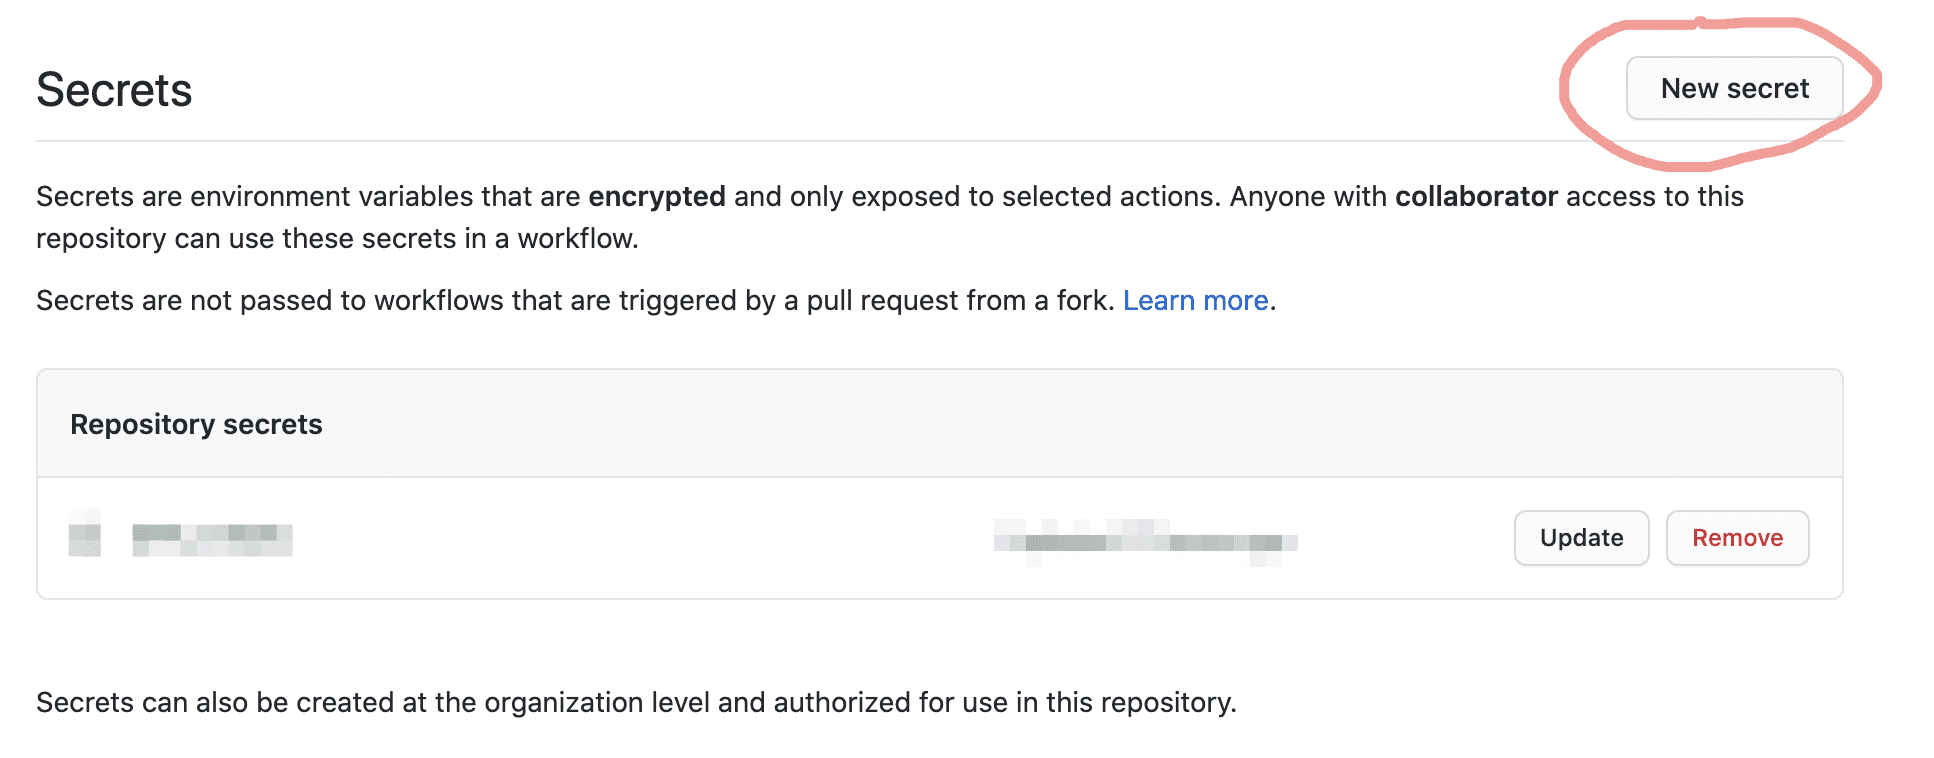 Secrets
New secret
Secrets are environment variables that are encrypted and only exposed to selected actions. Anyone with collaborator access to this
repository can use these secrets in a workflow.
Secrets are not passed to workflows that are triggered by a pull request from a fork. Learn more.
Repository secrets
Update
Remove
Secrets can also be created at the organization level and authorized for use in this repository.